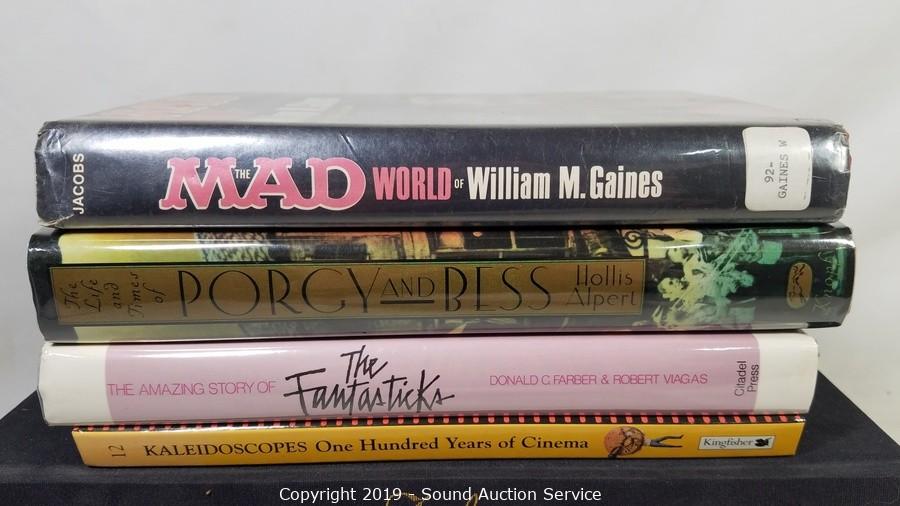 JACOBS
THE MAD WORLD OF William M. Gaines
92-
GAINES W
The Life and Times of
PORGY AND BESS
Hollis Alpert
THE AMAZING STORY OF The Fantasticks
DONALD C. FARBER & ROBERT VIAGAS
Citadel Press
12 KALEIDOSCOPES One Hundred Years of Cinema
Kingfisher
Copyright 2019 - Sound Auction Service